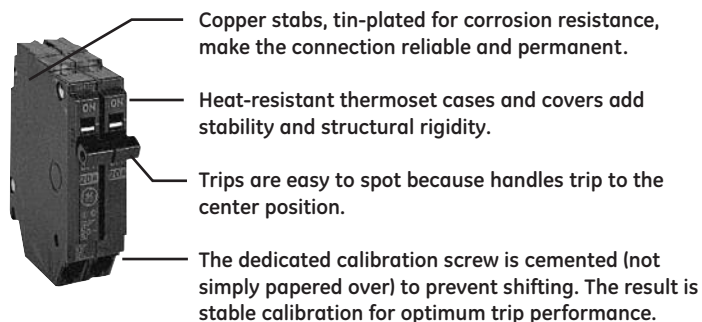 Copper stabs, tin-plated for corrosion resistance,
make the connection reliable and permanent.
Heat-resistant thermoset cases and covers add
stability and structural rigidity.
Trips are easy to spot because handles trip to the
center position.
The dedicated calibration screw is cemented (not
simply papered over) to prevent shifting. The result is
stable calibration for optimum trip performance.
ON ON
20A 20A